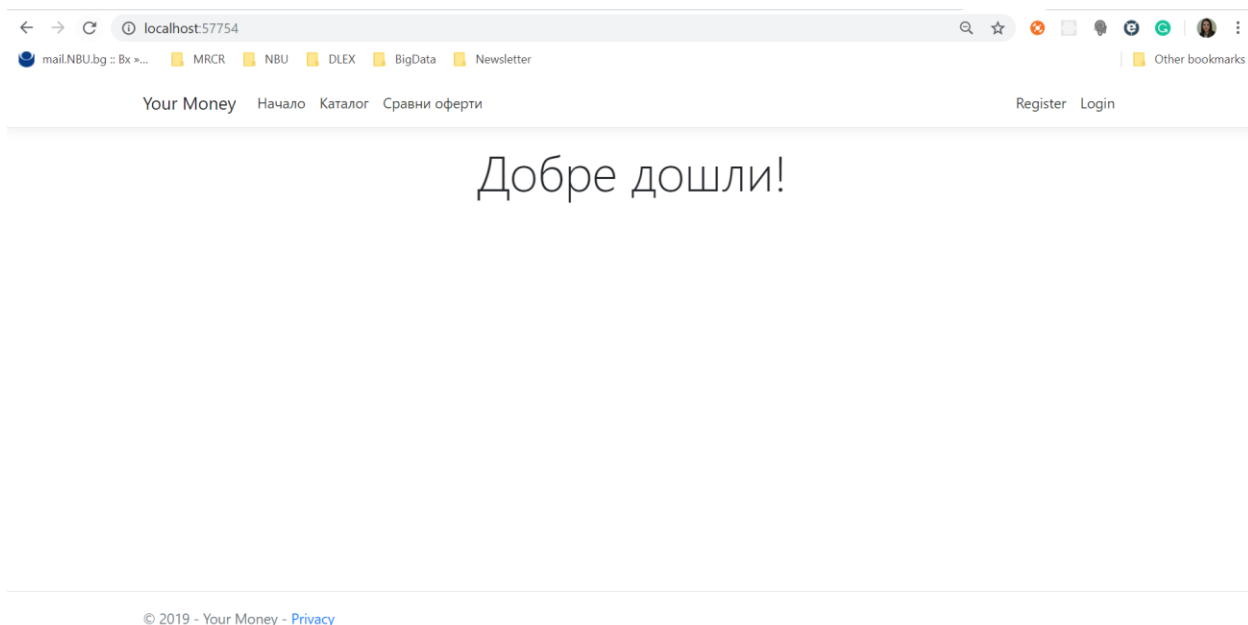 localhost:57754
mail.NBU.bg :: Вх »... MRCR NBU DLEX BigData Newsletter Other bookmarks
Your Money Начало Каталог Сравни оферти Register Login
Добре дошли!
© 2019 - Your Money - Privacy